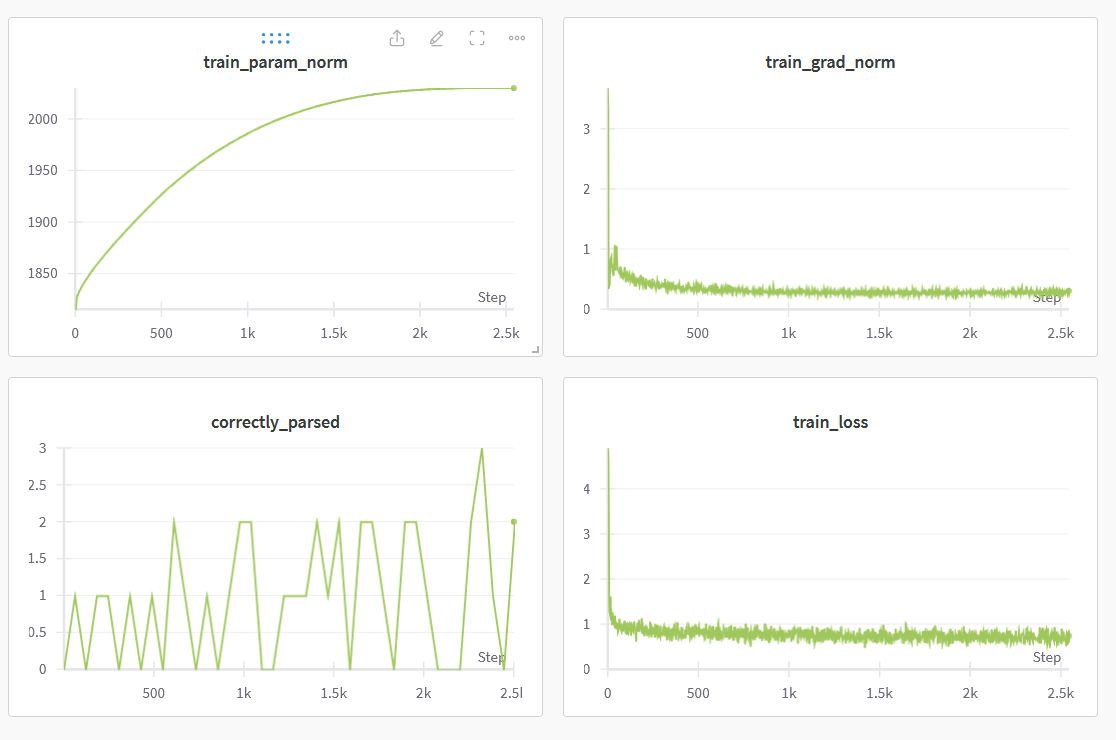 train_param_norm
2000
1950
1900
1850
Step
0 500 1k 1.5k 2k 2.5k
train_grad_norm
3
2
1
0
Step
500 1k 1.5k 2k 2.5k
correctly_parsed
3
2.5
2
1.5
1
0.5
0
Step
500 1k 1.5k 2k 2.5l
train_loss
4
3
2
1
0
Step
0 500 1k 1.5k 2k 2.5k